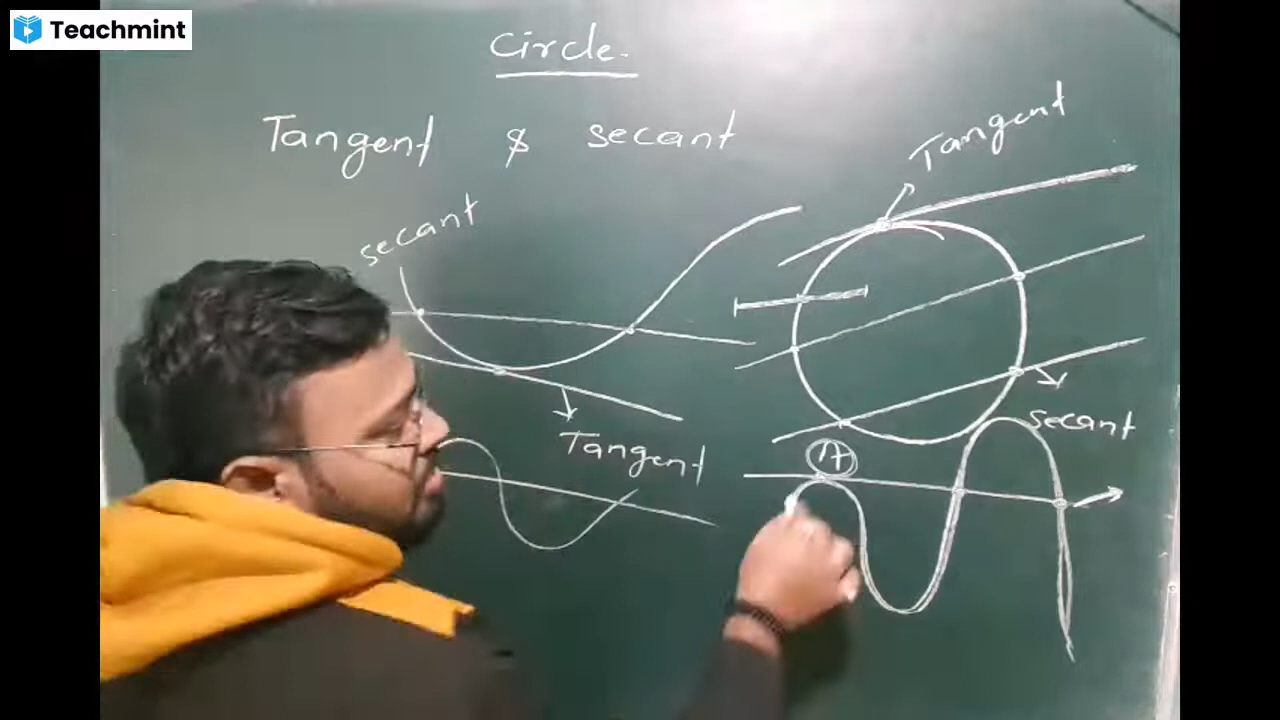 Teachmint
Circle.
Tangent & secant
Tangent
secant
Tangent
secant
A